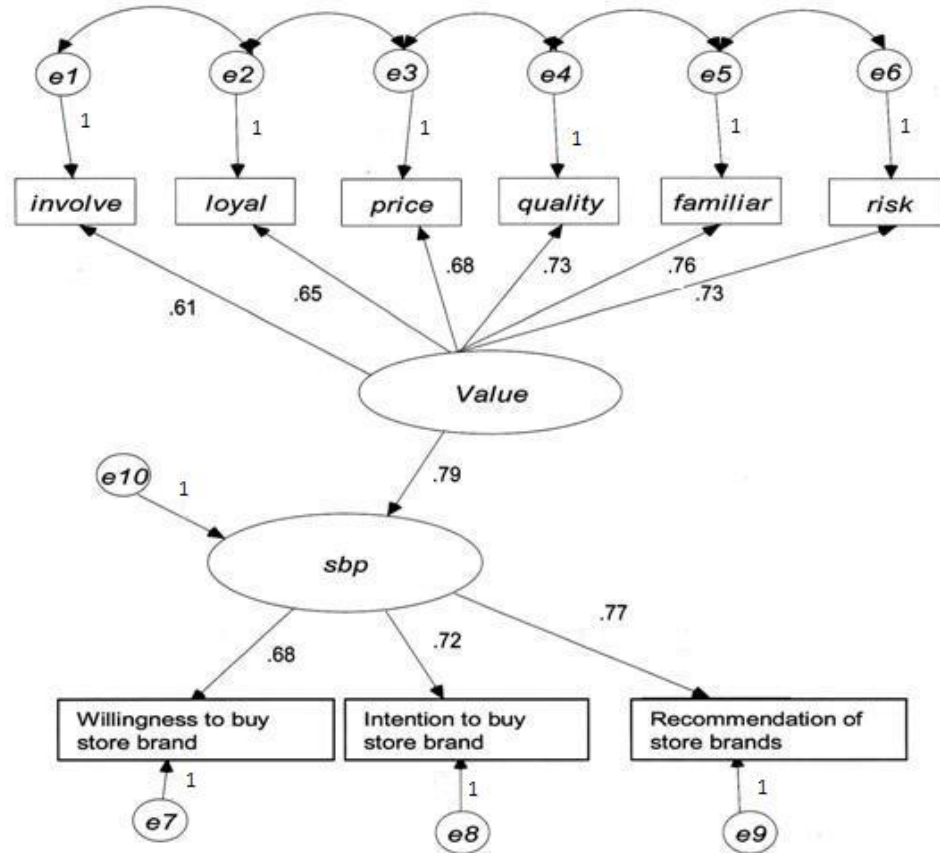 e1 e2 e3 e4 e5 e6
1 1 1 1 1 1
involve loyal price quality familiar risk
.61 .65 .68 .73 .76 .73
Value
.79
e10
1
sbp
.68 .72 .77
Willingness to buy
store brand
Intention to buy
store brand
Recommendation of
store brands
1 1 1
e7 e8 e9